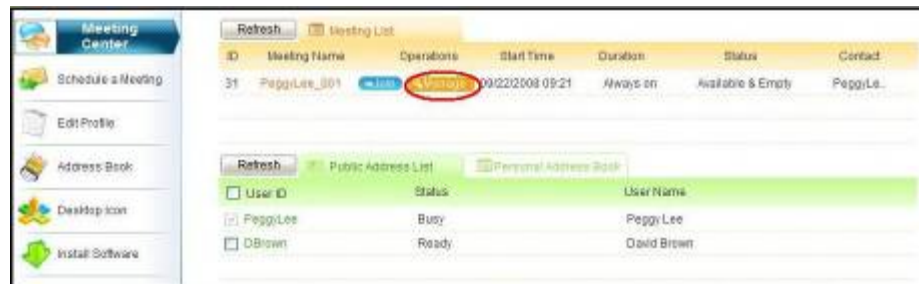 Meeting
Center
Schedule a Meeting
Edit Profile
Address Book
Desktop Icon
Install Software
Refresh Meeting List
ID Meeting Name Operations Start Time Duration Status Contact
31 PeggyLee_001 Join Manage 09/22/2008 09:21 Always on Available & Empty PeggyLe..
Refresh Public Address List Personal Address Book
User ID Status User Name
PeggyLee Busy Peggy Lee
DBrown Ready David Brown